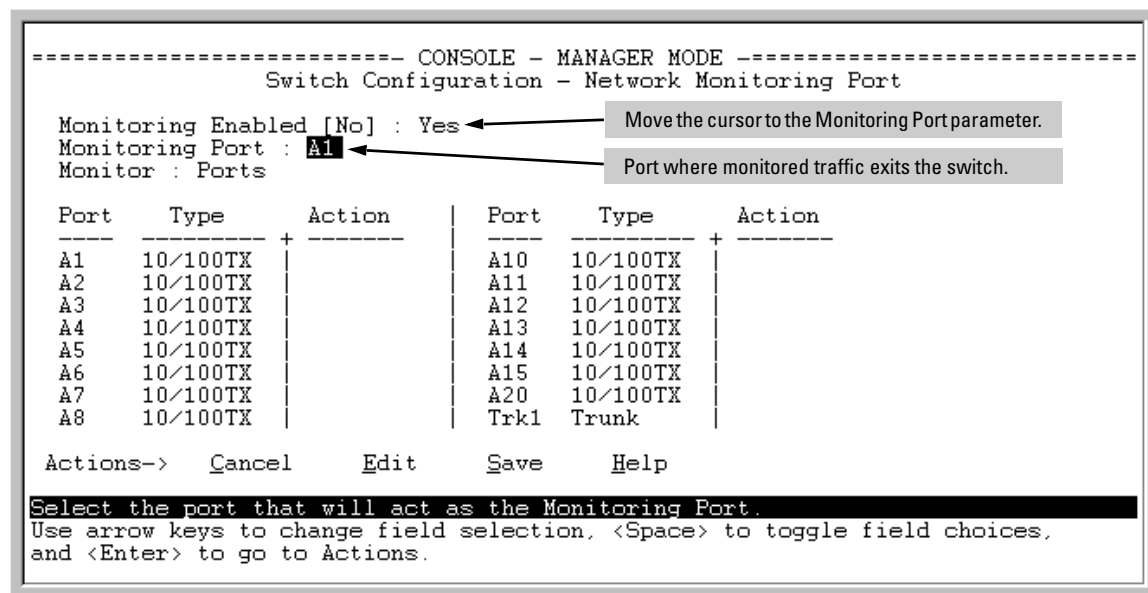 ===========================– CONSOLE – MANAGER MODE –============================
Switch Configuration – Network Monitoring Port
Monitoring Enabled [No] : Yes
Move the cursor to the Monitoring Port parameter.
Monitoring Port : A1
Port where monitored traffic exits the switch.
Monitor : Ports
Port Type Action | Port Type Action
---- --------- + ------- | ---- --------- + -------
A1 10/100TX | | A10 10/100TX |
A2 10/100TX | | A11 10/100TX |
A3 10/100TX | | A12 10/100TX |
A4 10/100TX | | A13 10/100TX |
A5 10/100TX | | A14 10/100TX |
A6 10/100TX | | A15 10/100TX |
A7 10/100TX | | A20 10/100TX |
A8 10/100TX | | Trk1 Trunk |
Actions–> Cancel Edit Save Help
Select the port that will act as the Monitoring Port.
Use arrow keys to change field selection, <Space> to toggle field choices,
and <Enter> to go to Actions.